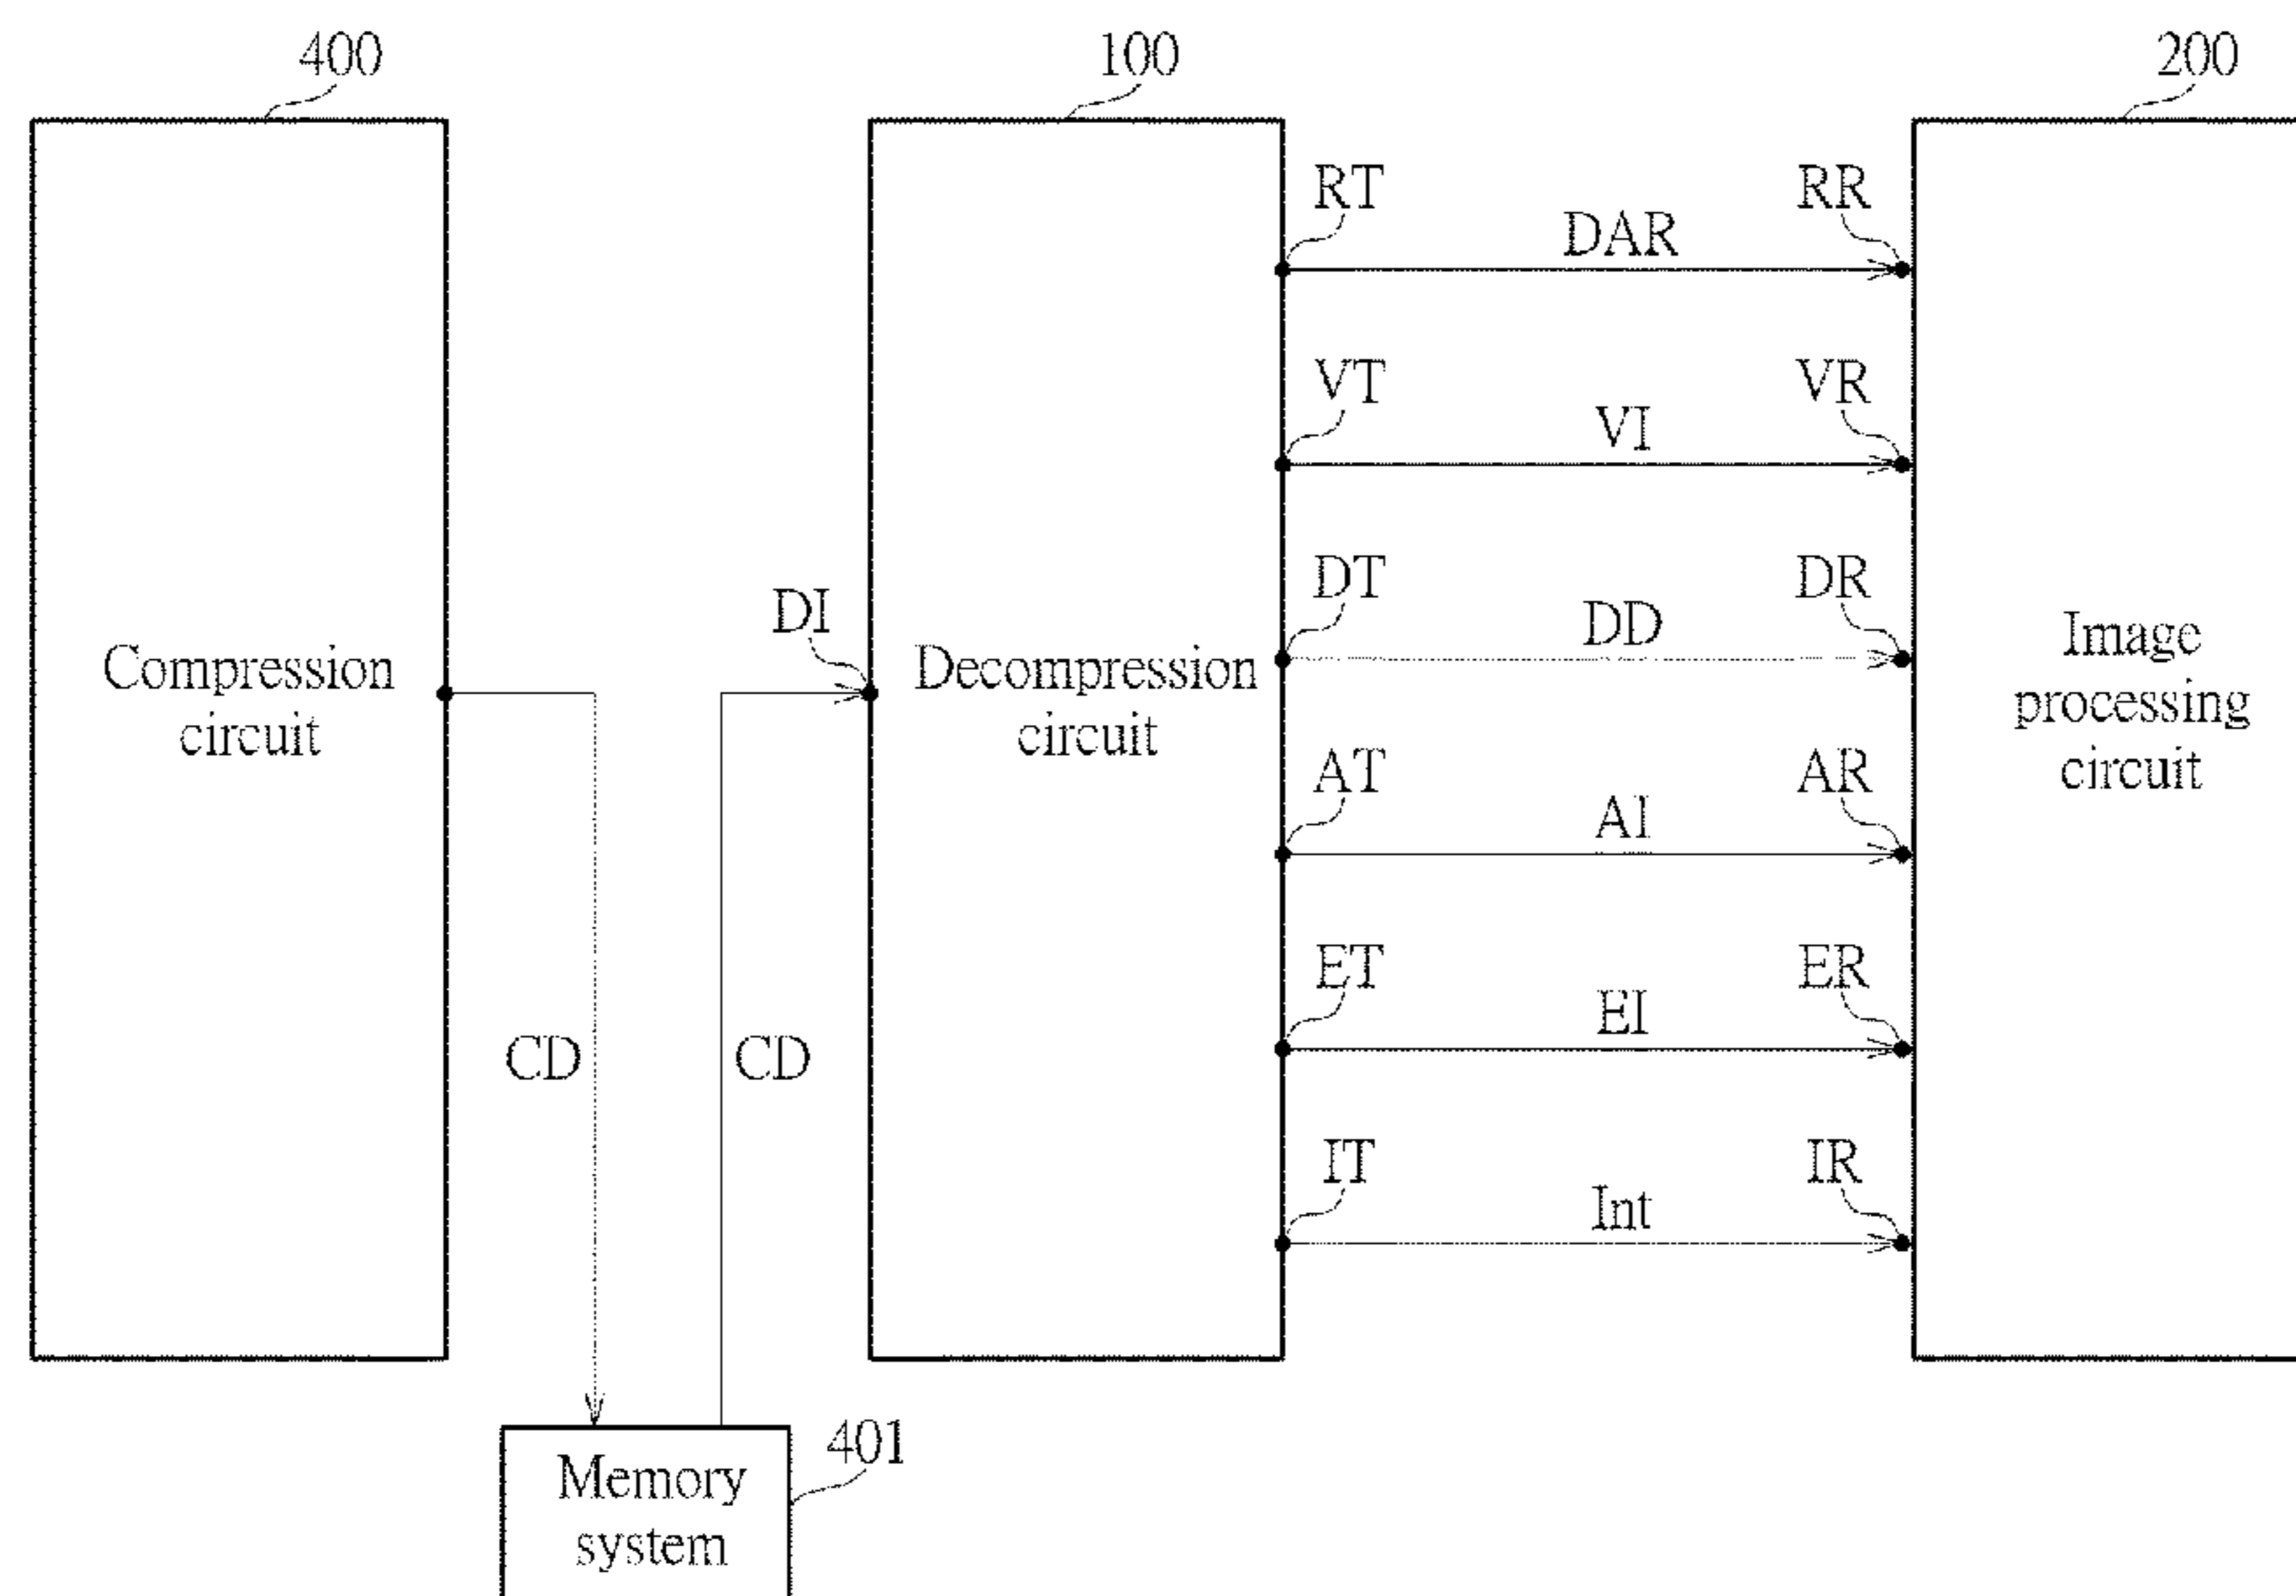 400
100
200
RT
DAR
RR
VT
VI
VR
DT
DD
DR
DI
Compression
circuit
Decompression
circuit
Image
processing
circuit
AT
AI
AR
ET
EI
ER
CD
CD
IT
Int
IR
401
Memory
system